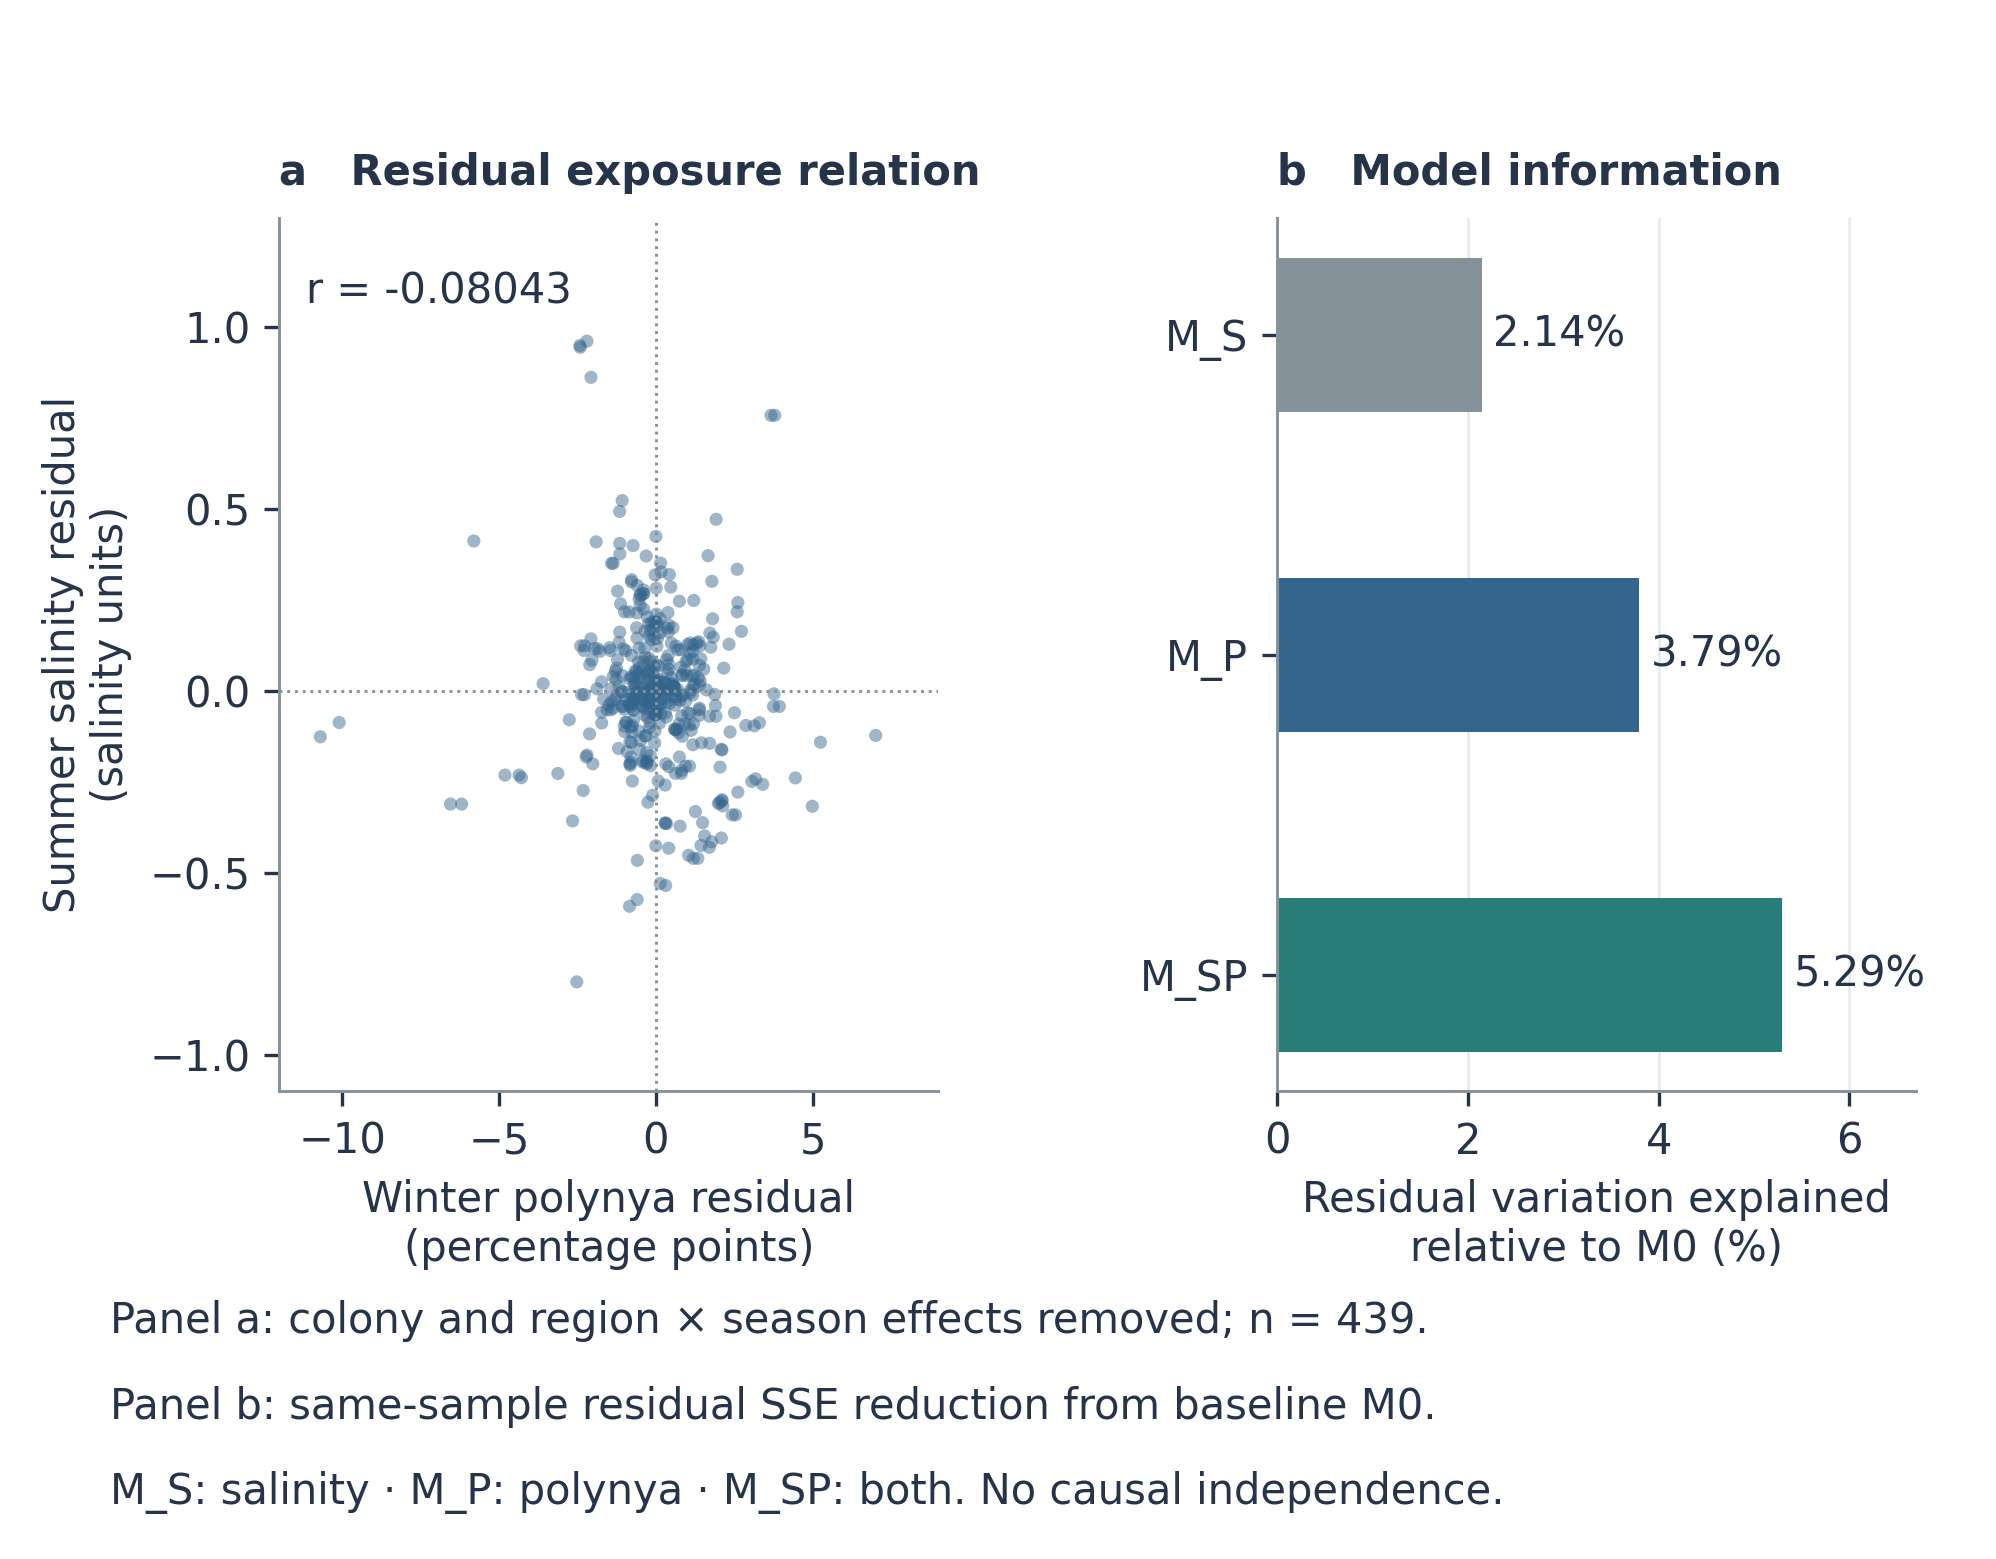 a Residual exposure relation
r = -0.08043
1.0
0.5
0.0
−0.5
−1.0
Summer salinity residual
(salinity units)
−10 −5 0 5
Winter polynya residual
(percentage points)
b Model information
M_S 2.14%
M_P 3.79%
M_SP 5.29%
0 2 4 6
Residual variation explained
relative to M0 (%)
Panel a: colony and region × season effects removed; n = 439.
Panel b: same-sample residual SSE reduction from baseline M0.
M_S: salinity · M_P: polynya · M_SP: both. No causal independence.